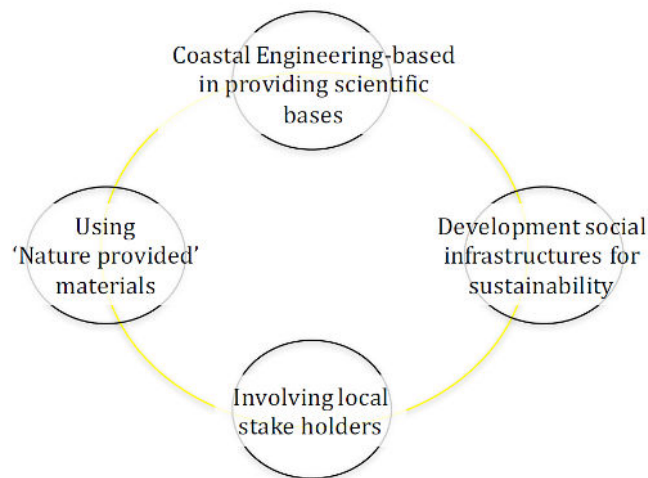 Coastal Engineering-based
in providing scientific
bases
Using
‘Nature provided’
materials
Development social
infrastructures for
sustainability
Involving local
stake holders